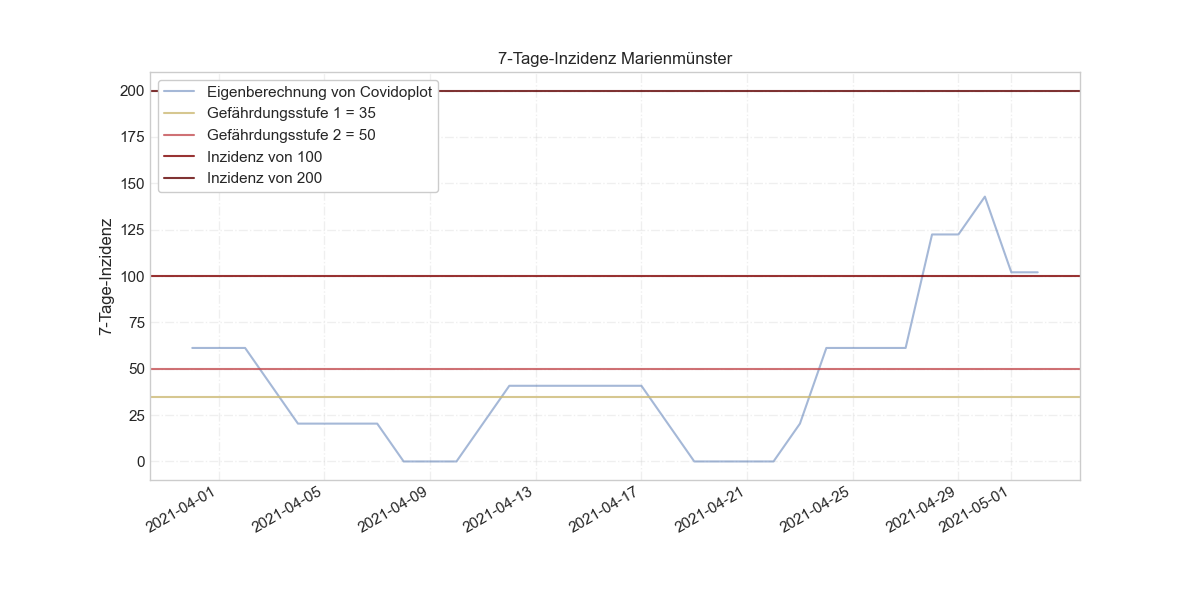 7-Tage-Inzidenz Marienmünster
Eigenberechnung von Covidoplot
Gefährdungsstufe 1 = 35
Gefährdungsstufe 2 = 50
Inzidenz von 100
Inzidenz von 200
7-Tage-Inzidenz
200
175
150
125
100
75
50
25
0
2021-04-01
2021-04-05
2021-04-09
2021-04-13
2021-04-17
2021-04-21
2021-04-25
2021-04-29
2021-05-01